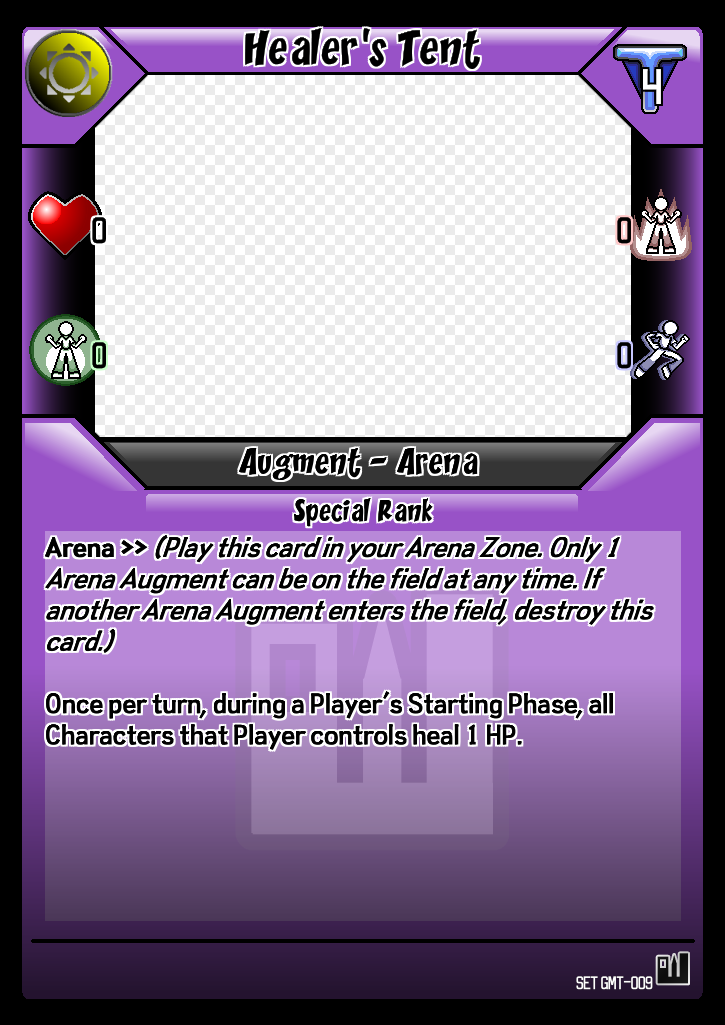 Healer's Tent
4
0
0
0
0
Augment - Arena
Special Rank
Arena >> (Play this card in your Arena Zone. Only 1
Arena Augment can be on the field at any time. If
another Arena Augment enters the field, destroy this
card.)
Once per turn, during a Player's Starting Phase, all
Characters that Player controls heal 1 HP.
SET GMT-009